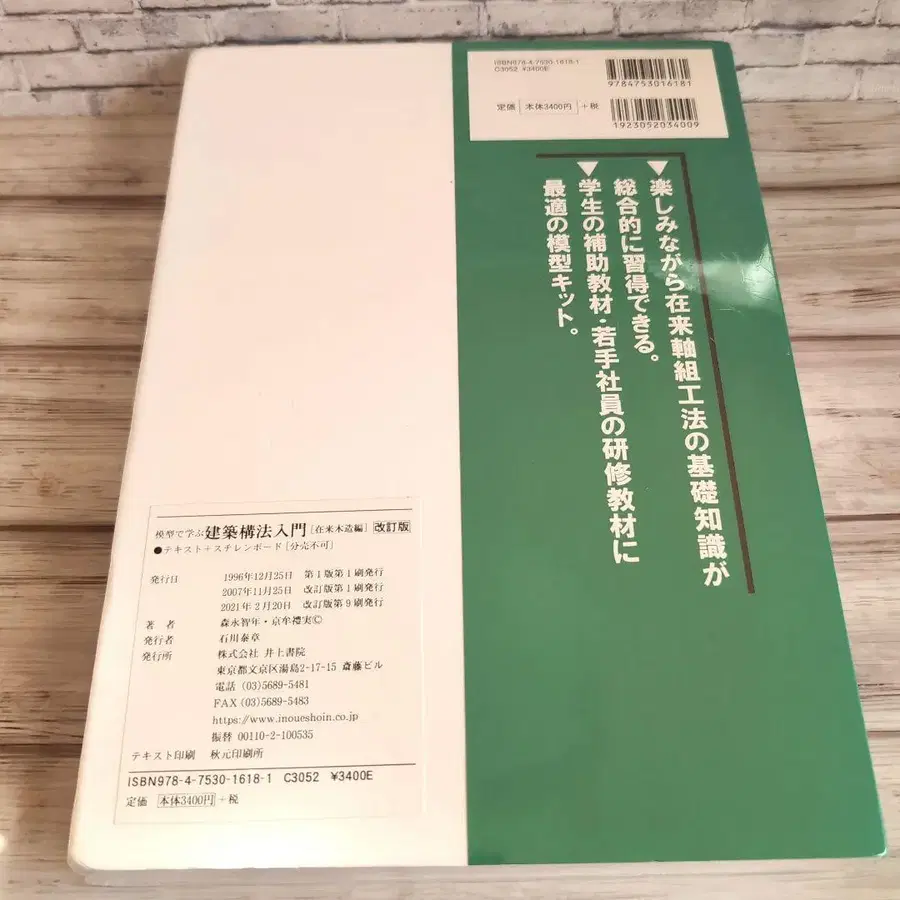 ISBN978-4-7530-1618-1
C3052 ¥3400E
9784753016181
定価 本体3400円 +税
1923052034009
▼楽しみながら在来軸組工法の基礎知識が
総合的に習得できる。
▼学生の補助教材・若手社員の研修教材に
最適の模型キット。
模型で学ぶ 建築構法入門 [在来木造編] 改訂版
●テキスト+スチレンボード [分売不可]
発行日 1996年12月25日 第1版第1刷発行
2007年11月25日 改訂版第1刷発行
2021年2月20日 改訂版第9刷発行
著者 森永智年・京牟禮実©
発行者 石川泰章
発行所 株式会社 井上書院
東京都文京区湯島2-17-15 斎藤ビル
電話 (03)5689-5481
FAX (03)5689-5483
https://www.inoueshoin.co.jp
振替 00110-2-100535
テキスト印刷 秋元印刷所
ISBN978-4-7530-1618-1 C3052 ¥3400E
定価 本体3400円 +税